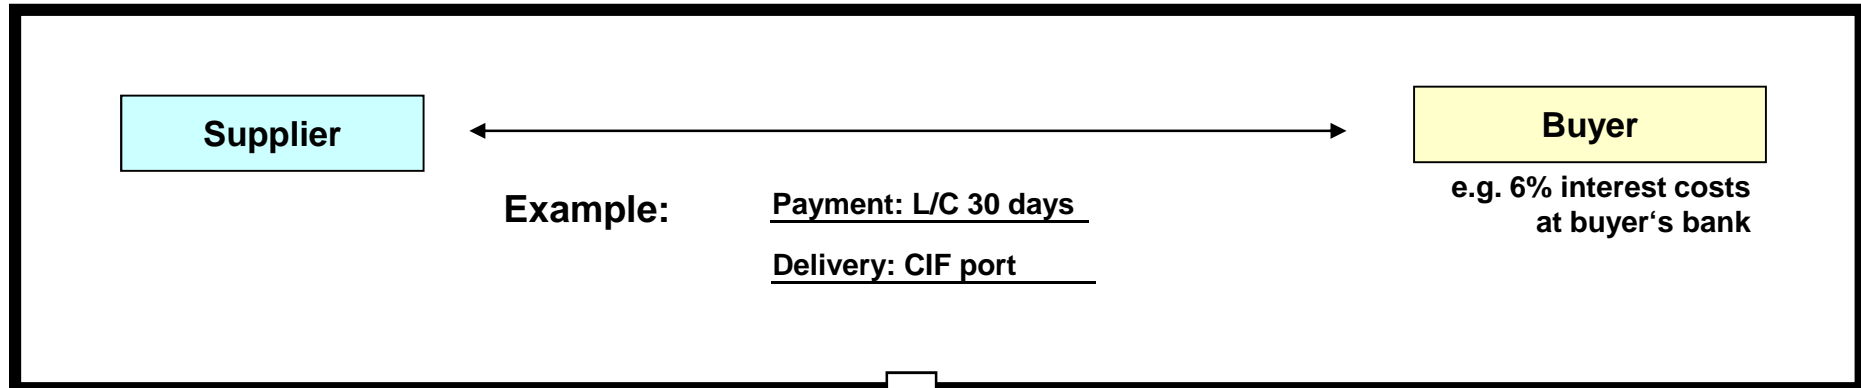 Supplier
Buyer
Example:
Payment: L/C 30 days
Delivery: CIF port
e.g. 6% interest costs
at buyer‘s bank